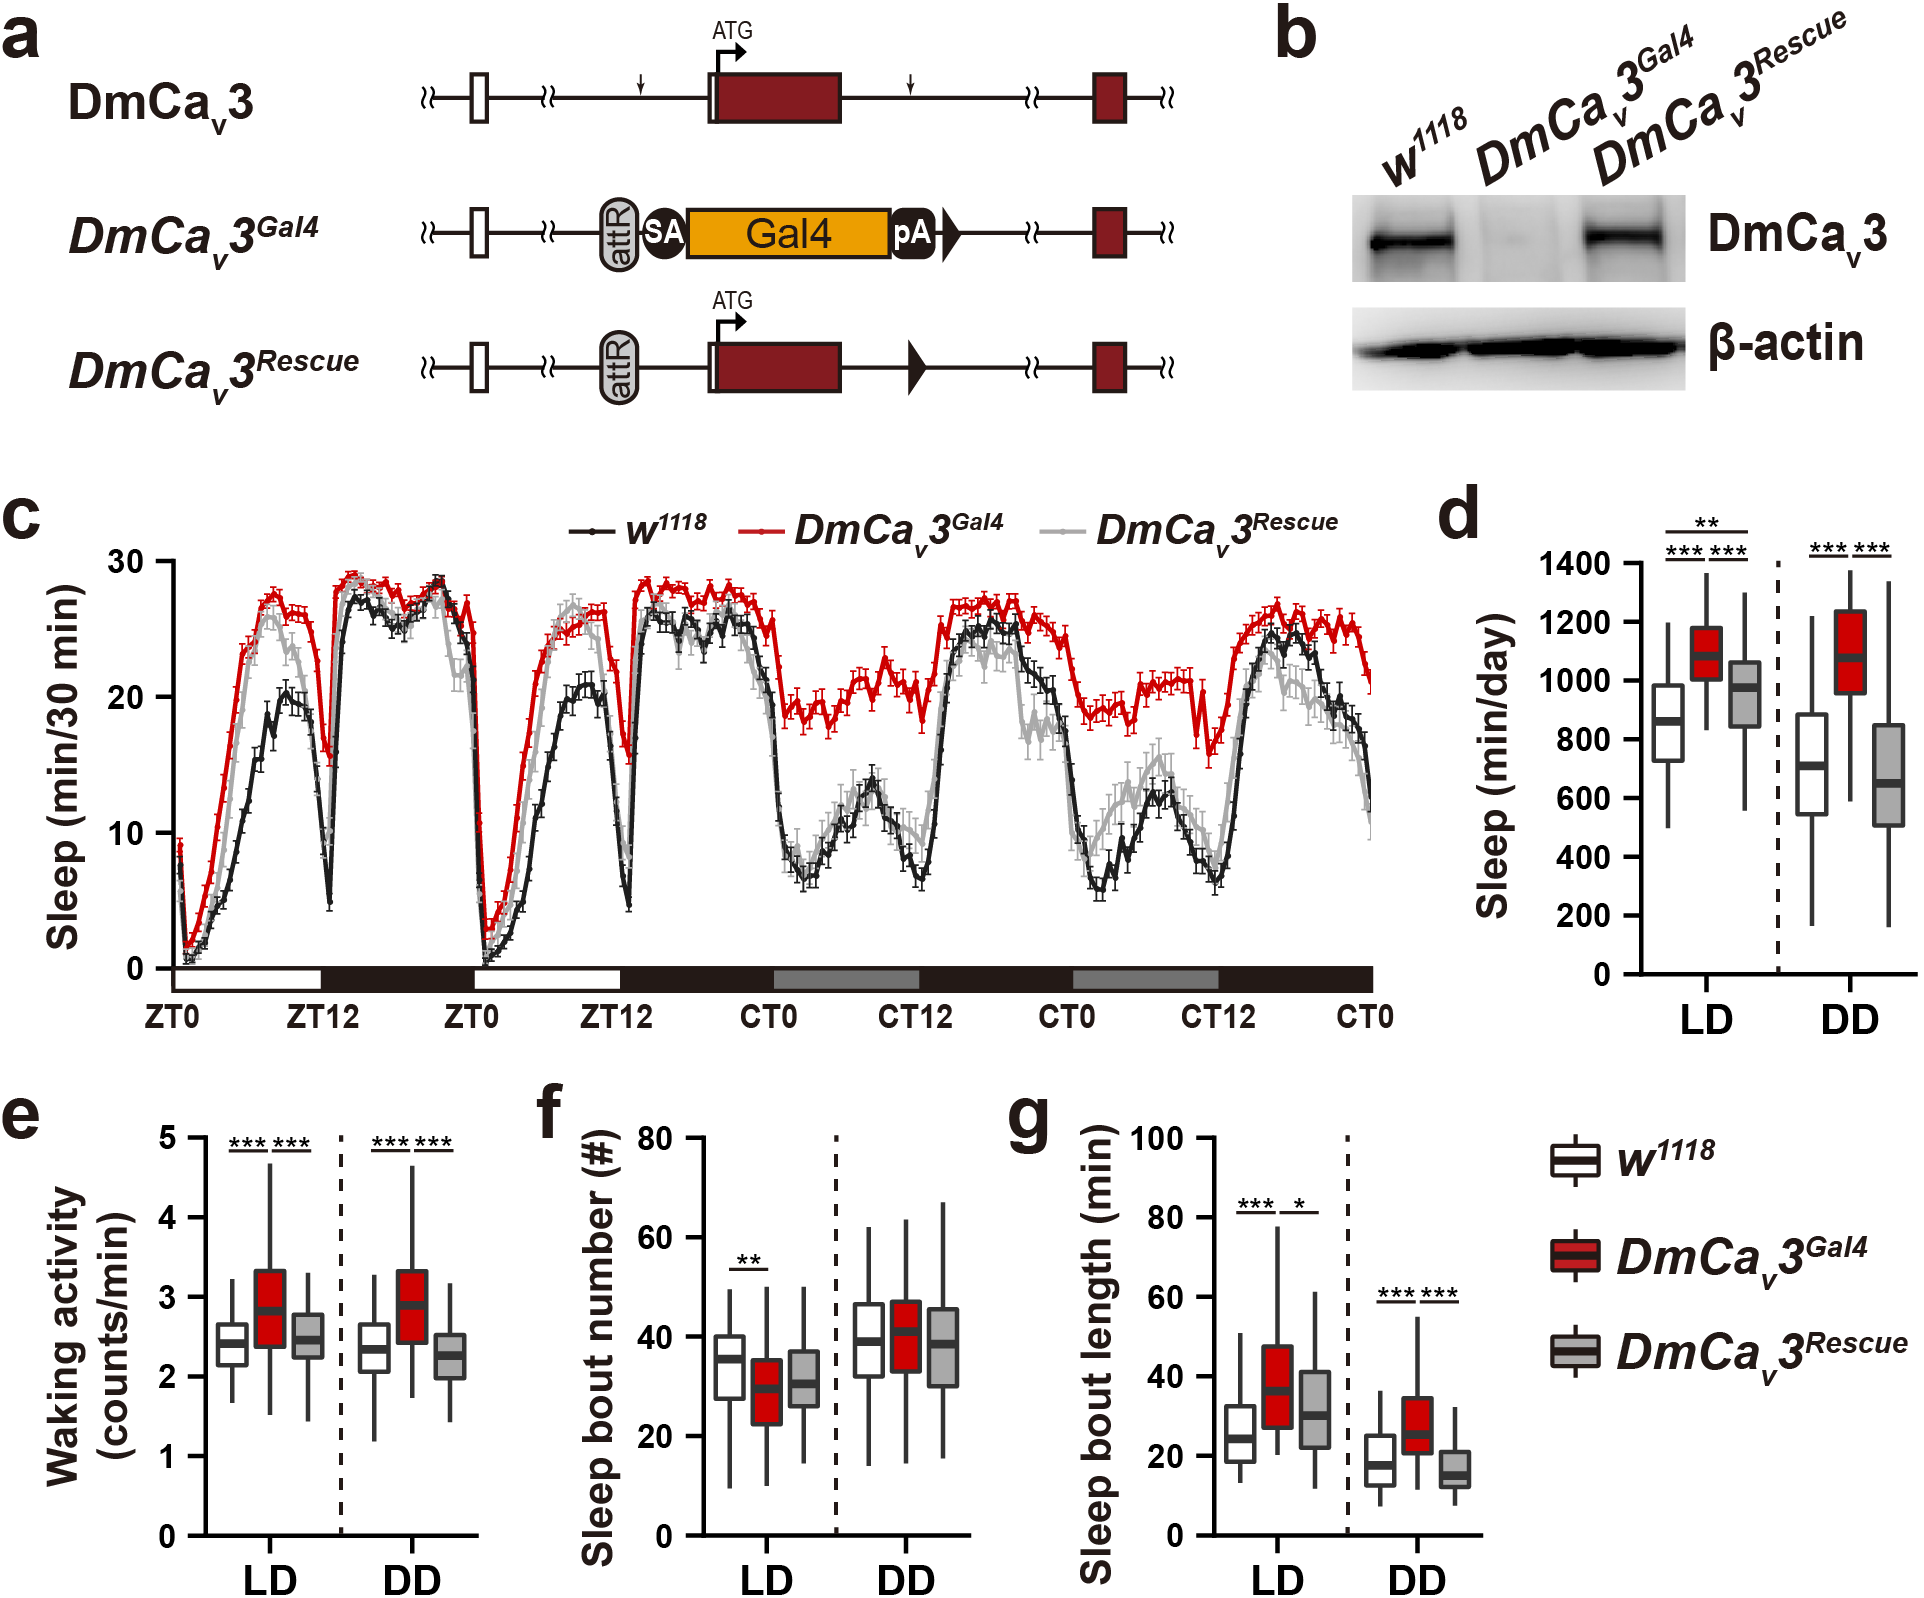 a
ATG
DmCav3
DmCav3Gal4
attR
SA
Gal4
pA
ATG
DmCav3Rescue
attR
b
w1118
DmCav3Gal4
DmCav3Rescue
DmCav3
β-actin
c
w1118
DmCav3Gal4
DmCav3Rescue
Sleep (min/30 min)
30
20
10
0
ZT0
ZT12
ZT0
ZT12
CT0
CT12
CT0
CT12
CT0
d
**
*** ***
*** ***
Sleep (min/day)
1400
1200
1000
800
600
400
200
0
LD
DD
e
*** ***
*** ***
Waking activity
(counts/min)
5
4
3
2
1
0
LD
DD
f
**
Sleep bout number (#)
80
60
40
20
0
LD
DD
g
*** *
*** ***
Sleep bout length (min)
100
80
60
40
20
0
LD
DD
w1118
DmCav3Gal4
DmCav3Rescue